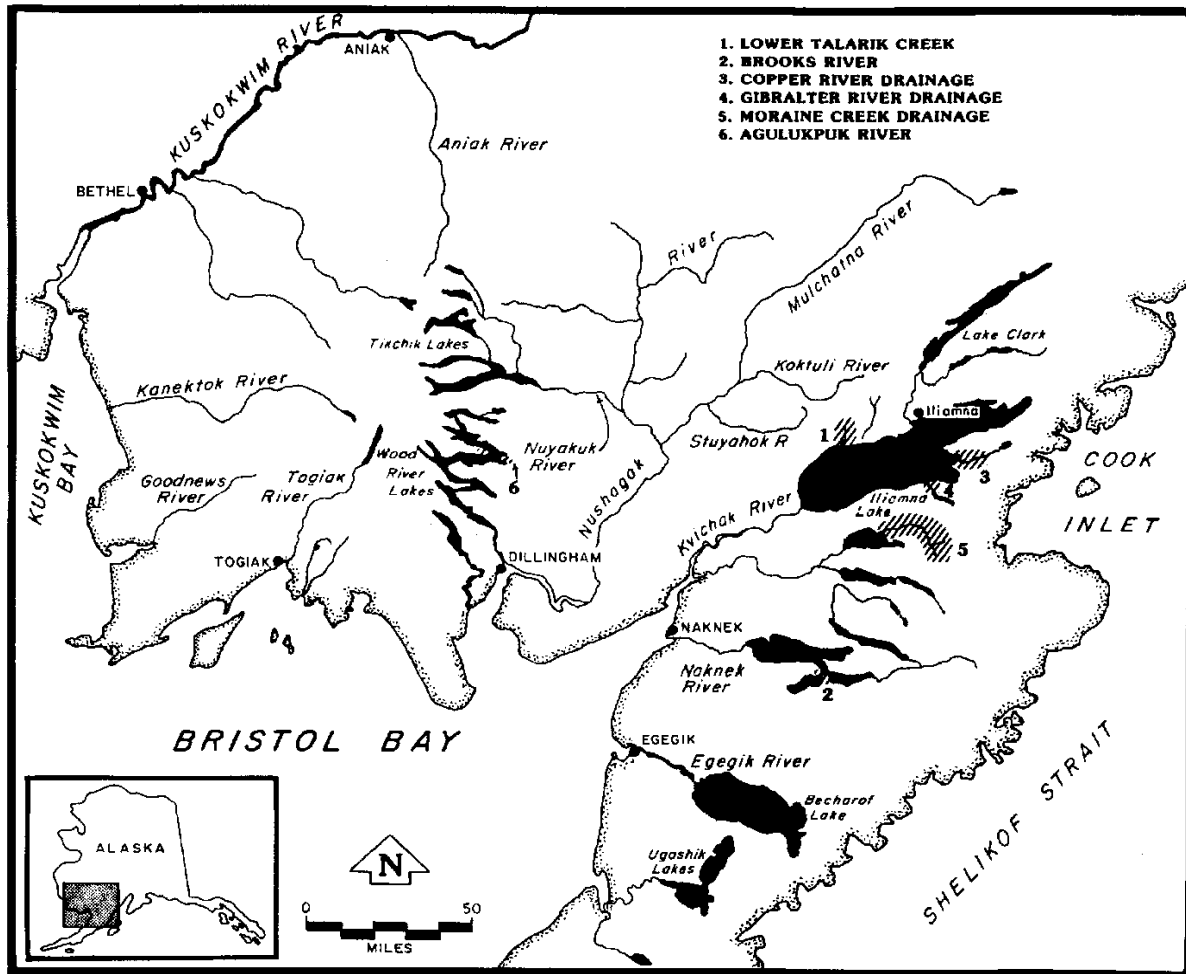 1. LOWER TALARIK CREEK
2. BROOKS RIVER
3. COPPER RIVER DRAINAGE
4. GIBRALTER RIVER DRAINAGE
5. MORAINE CREEK DRAINAGE
6. AGULUKPUK RIVER
KUSKOKWIM RIVER
ANIAK
Aniak River
BETHEL
River
Mulchatna River
Tikchik Lakes
Lake Clark
Kanektok River
Koktuli River
Iliamna
KUSKOKWIM
BAY
Goodnews
River
Togiak
River
Wood
River
Lakes
6
Nuyakuk
River
Stuyahok R
1
3
4
Iliamna
Lake
COOK
INLET
Nushagak
Kvichak River
5
TOGIAK
DILLINGHAM
NAKNEK
Naknek
River
2
BRISTOL BAY
EGEGIK
Egegik River
Becharof
Lake
Ugashik
Lakes
SHELIKOF STRAIT
ALASKA
N
0 50
MILES